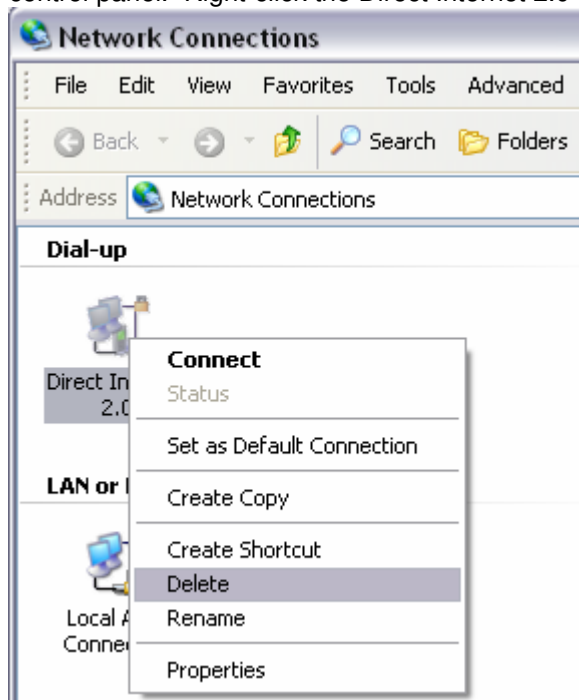 control panel. Right-click the Direct Internet 2.0
Network Connections
File Edit View Favorites Tools Advanced
Back Search Folders
Address Network Connections
Dial-up
Direct In
2.0
Connect
Status
Set as Default Connection
Create Copy
Create Shortcut
Delete
Rename
Properties
LAN or
Local A
Conne